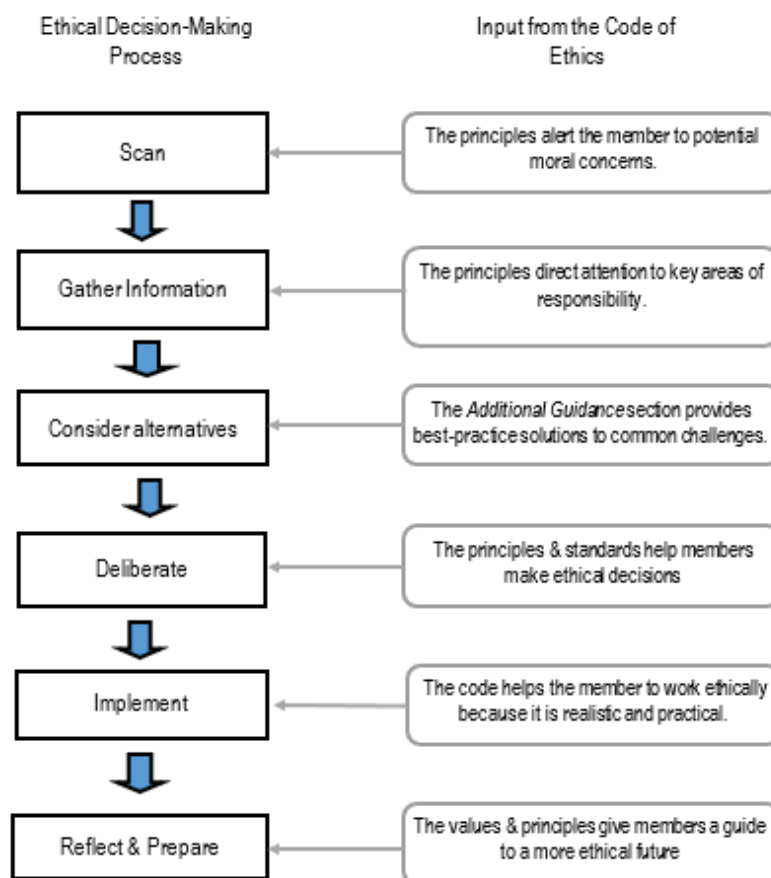 Ethical Decision-Making
Process
Input from the Code of
Ethics
Scan
The principles alert the member to potential
moral concerns.
Gather Information
The principles direct attention to key areas of
responsibility.
Consider alternatives
The Additional Guidance section provides
best-practice solutions to common challenges.
Deliberate
The principles & standards help members
make ethical decisions
Implement
The code helps the member to work ethically
because it is realistic and practical.
Reflect & Prepare
The values & principles give members a guide
to a more ethical future